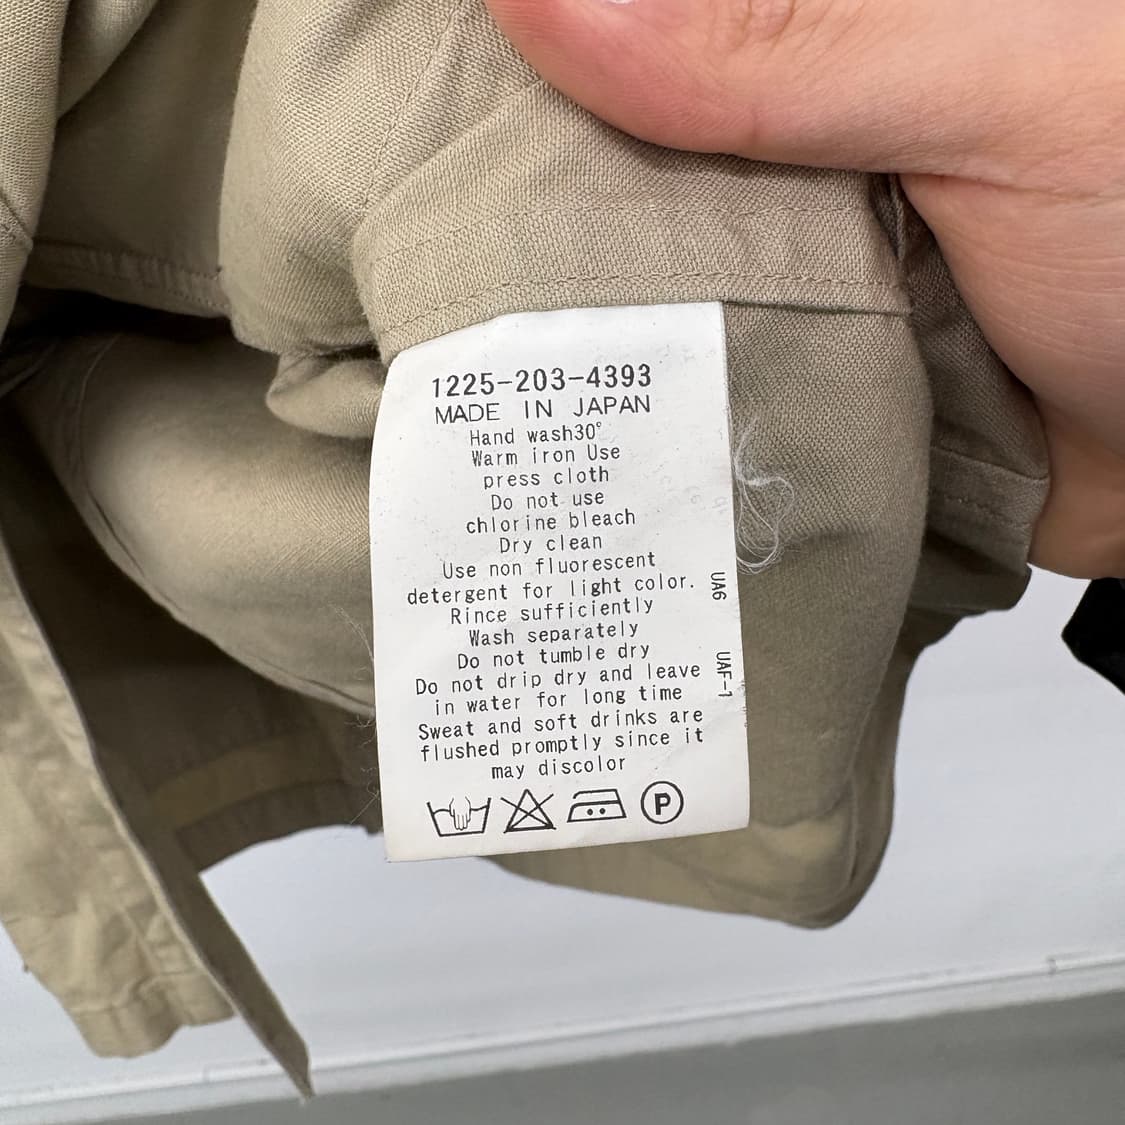 1225-203-4393
MADE IN JAPAN
Hand wash30°
Warm iron Use
press cloth
Do not use
chlorine bleach
Dry clean
Use non fluorescent
detergent for light color.
Rince sufficiently
Wash separately
Do not tumble dry
Do not drip dry and leave
in water for long time
Sweat and soft drinks are
flushed promptly since it
may discolor
P
UA6
UAF-1